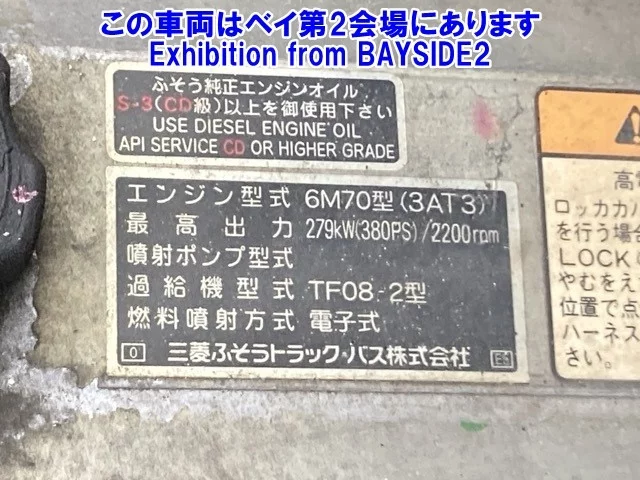 この車両はベイ第2会場にあります
Exhibition from BAYSIDE2
ふそう純正エンジンオイル
S-3(CD級)以上を御使用下さい
USE DIESEL ENGINE OIL
API SERVICE CD OR HIGHER GRADE
エンジン型式 6M70型(3AT3)
最高出力 279kW(380PS)/2200rpm
噴射ポンプ型式
過給機型式 TF08-2型
燃料噴射方式 電子式
0 三菱ふそうトラック・バス株式会社
高電
ロッカカバ
を行う場合
LOCK
やむをえ
位置で点
ハーネス
さい。